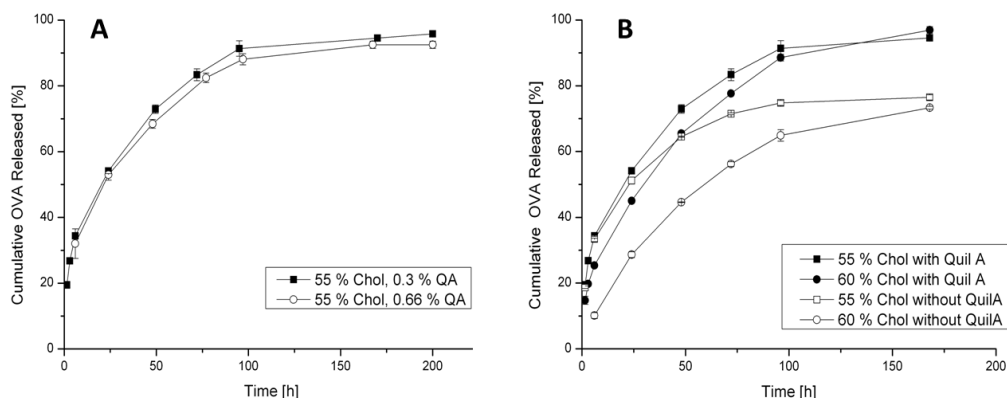 A
Cumulative OVA Released [%]
100
80
60
40
20
0
55 % Chol, 0.3 % QA
55 % Chol, 0.66 % QA
0
50
100
150
200
Time [h]
B
Cumulative OVA Released [%]
100
80
60
40
20
0
55 % Chol with Quil A
60 % Chol with Quil A
55 % Chol without QuilA
60 % Chol without QuilA
0
50
100
150
200
Time [h]